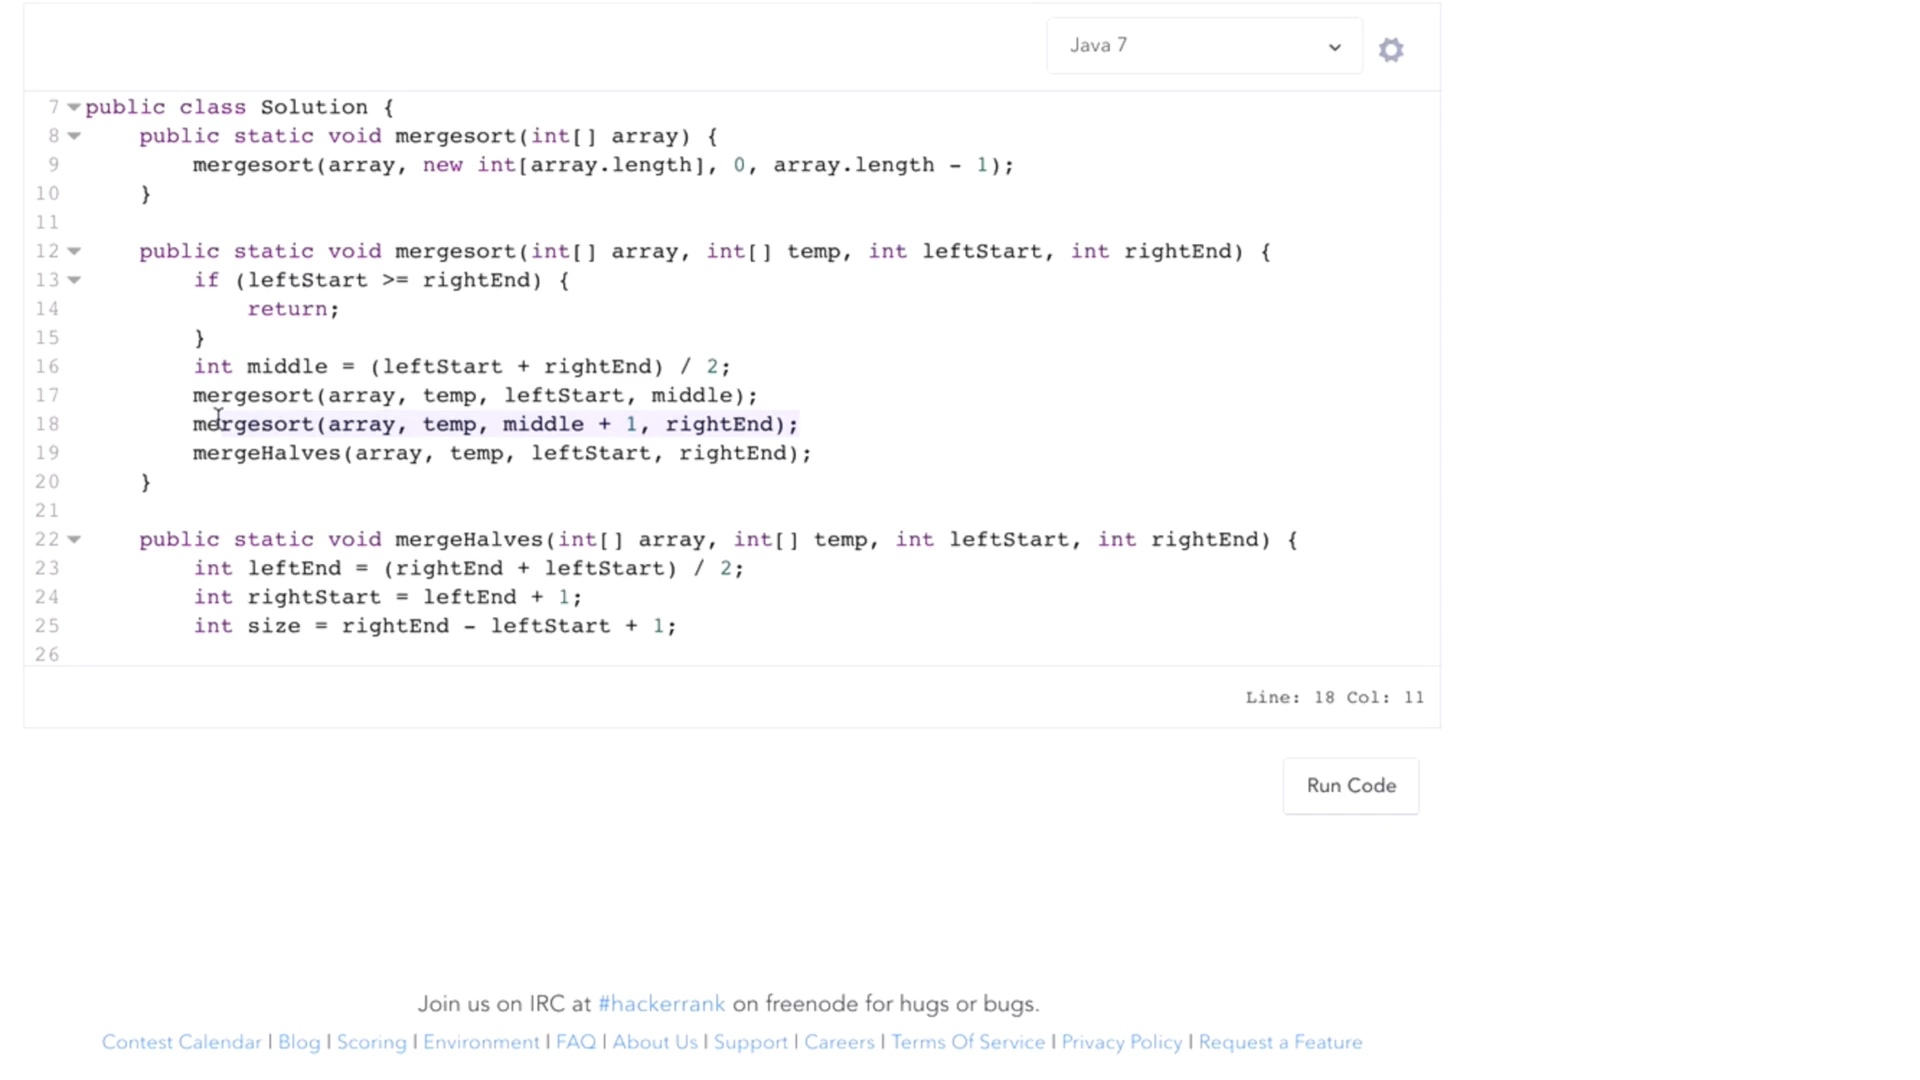 Java 7
7 public class Solution {
8 public static void mergesort(int[] array) {
9 mergesort(array, new int[array.length], 0, array.length - 1);
10 }
11
12 public static void mergesort(int[] array, int[] temp, int leftStart, int rightEnd) {
13 if (leftStart >= rightEnd) {
14 return;
15 }
16 int middle = (leftStart + rightEnd) / 2;
17 mergesort(array, temp, leftStart, middle);
18 mergesort(array, temp, middle + 1, rightEnd);
19 mergeHalves(array, temp, leftStart, rightEnd);
20 }
21
22 public static void mergeHalves(int[] array, int[] temp, int leftStart, int rightEnd) {
23 int leftEnd = (rightEnd + leftStart) / 2;
24 int rightStart = leftEnd + 1;
25 int size = rightEnd - leftStart + 1;
26
Line: 18 Col: 11
Run Code
Join us on IRC at #hackerrank on freenode for hugs or bugs.
Contest Calendar | Blog | Scoring | Environment | FAQ | About Us | Support | Careers | Terms Of Service | Privacy Policy | Request a Feature